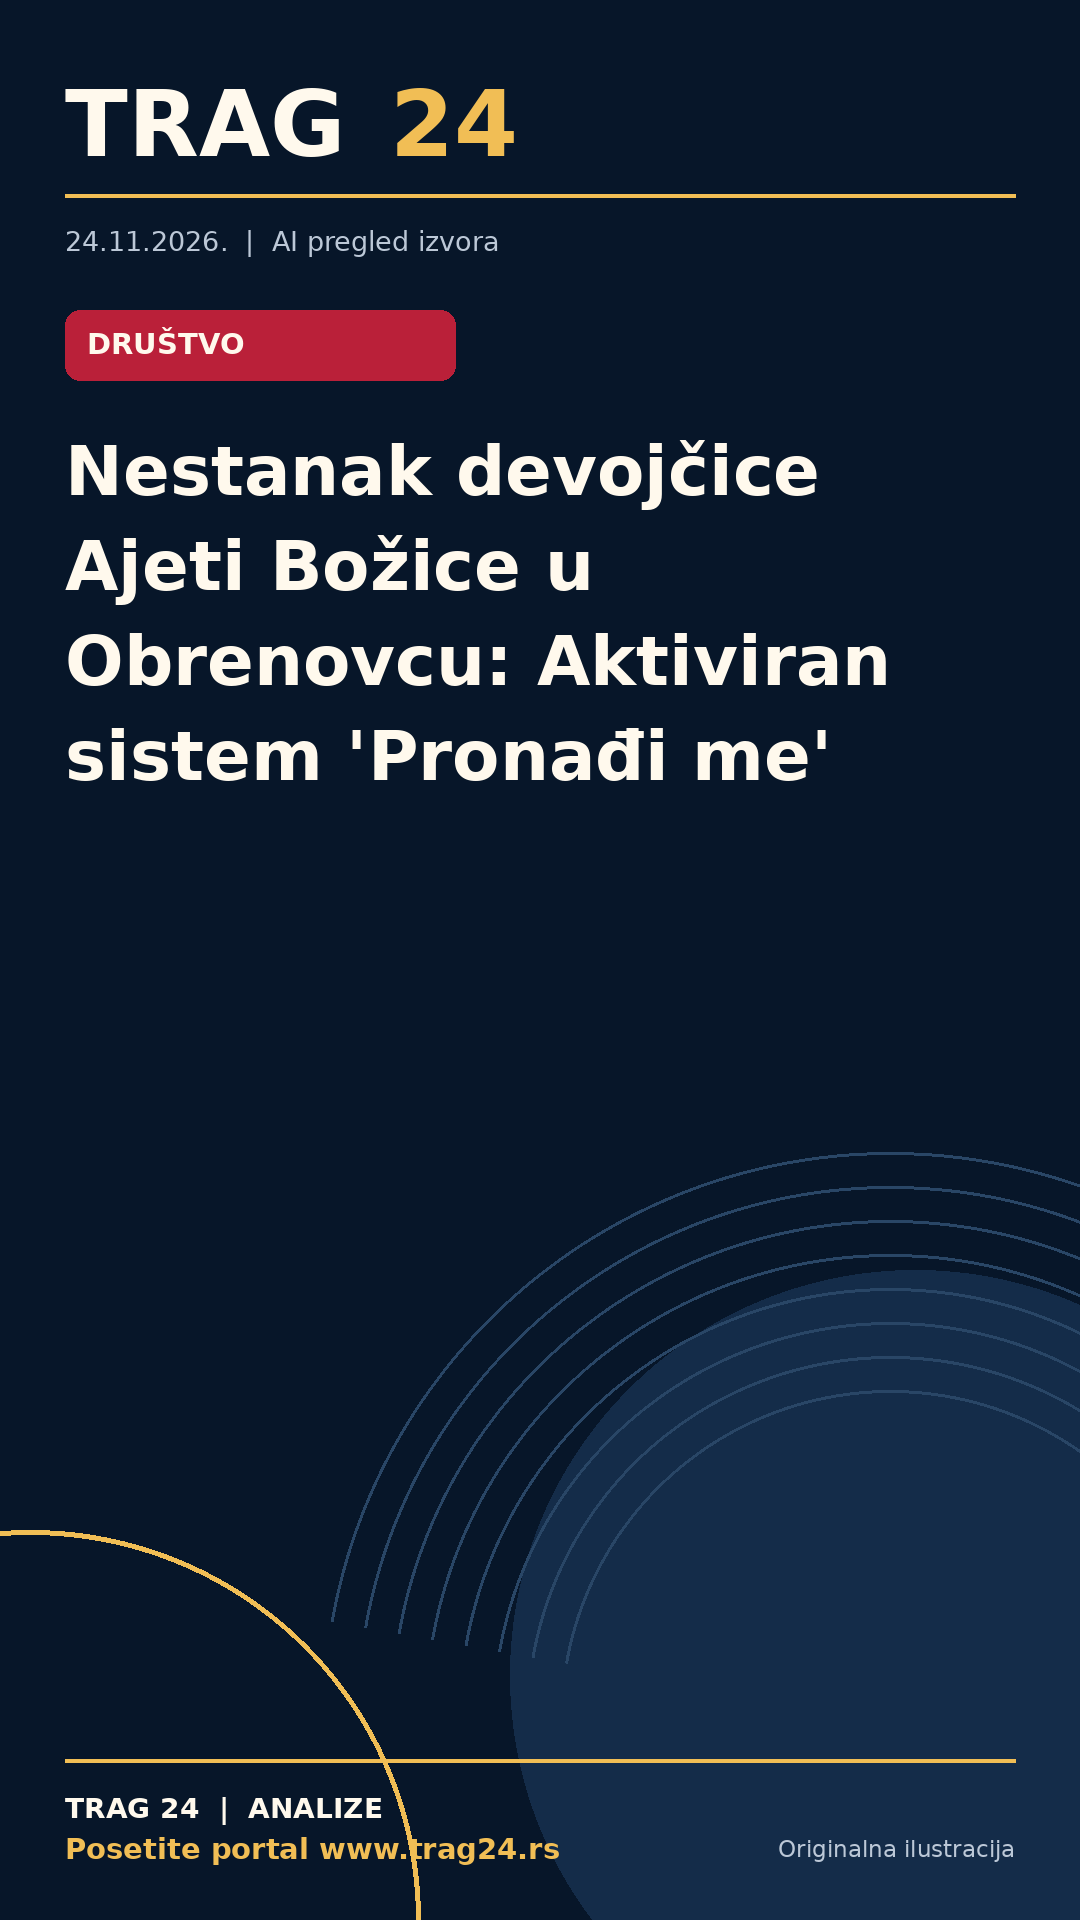 TRAG 24
24.11.2026. | AI pregled izvora
DRUŠTVO
Nestanak devojčice
Ajeti Božice u
Obrenovcu: Aktiviran
sistem 'Pronađi me'
TRAG 24 | ANALIZE
Posetite portal www.trag24.rs
Originalna ilustracija